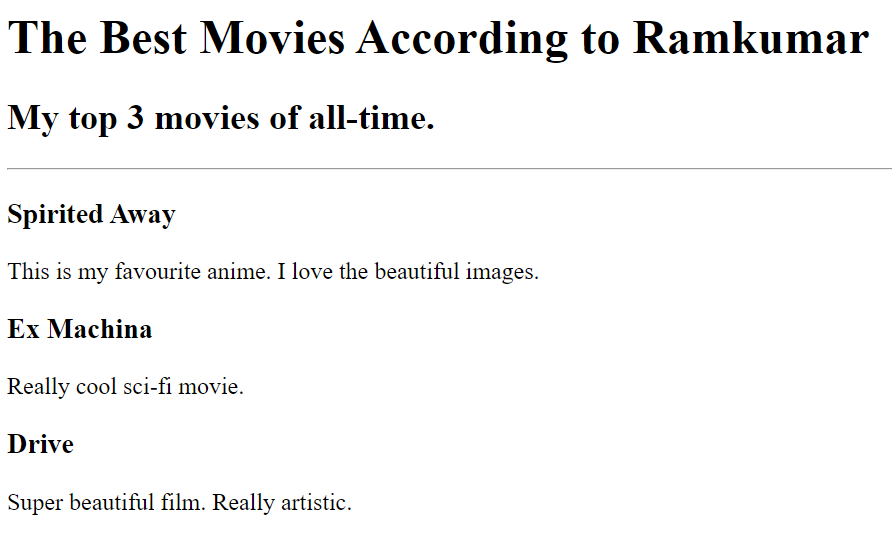 The Best Movies According to Ramkumar
My top 3 movies of all-time.
Spirited Away
This is my favourite anime. I love the beautiful images.
Ex Machina
Really cool sci-fi movie.
Drive
Super beautiful film. Really artistic.